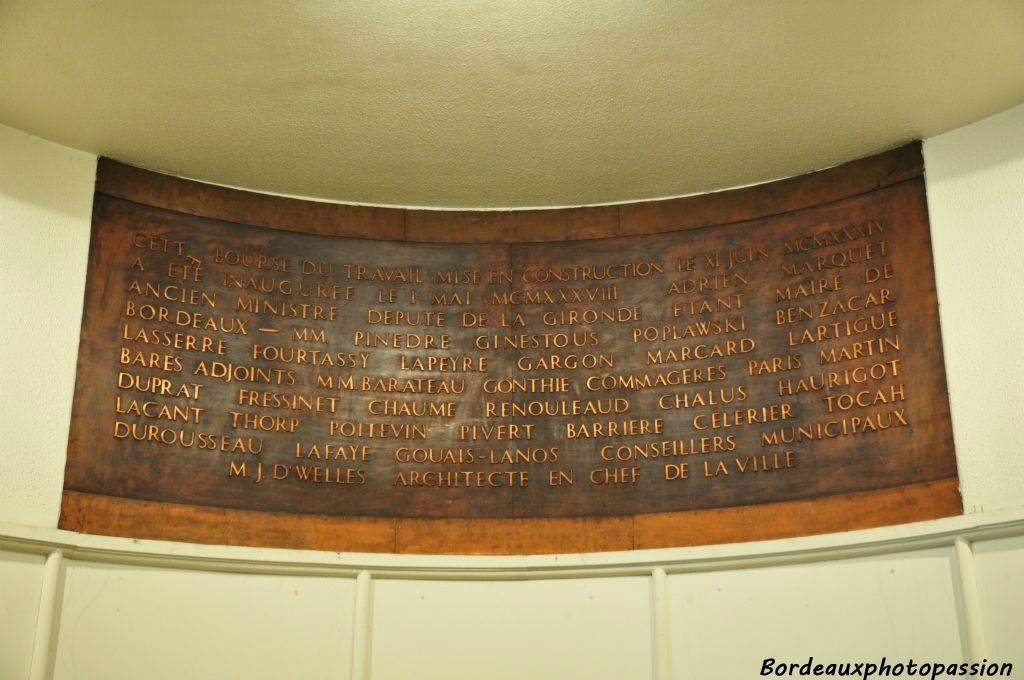 CETTE BOURSE DU TRAVAIL MISE EN CONSTRUCTION LE XI JUIN MCMXXXIV
A ÉTÉ INAUGURÉE LE 1 MAI MCMXXXVIII ADRIEN MARQUET
ANCIEN MINISTRE DEPUTE DE LA GIRONDE ÉTANT MAIRE DE
BORDEAUX — MM. PINEDRE GINESTOUS POPLAWSKI BENZACAR
LASSERRE FOURTASSY LAPEYRE GARGON MARCARD LARTIGUE
BARES ADJOINTS MM. BARATEAU GONTHIE COMMAGERES PARIS MARTIN
DUPRAT FRESSINET CHAUME RENOULEAUD CHALUS HAURIGOT
LAÇANT THORP POITEVIN PIVERT BARRIERE CELERIER TOCAH
DUROUSSEAU LAFAYE GOUAIS-LANOS CONSEILLERS MUNICIPAUX
M.J. D'WELLES ARCHITECTE EN CHEF DE LA VILLE
Bordeauxphotopassion